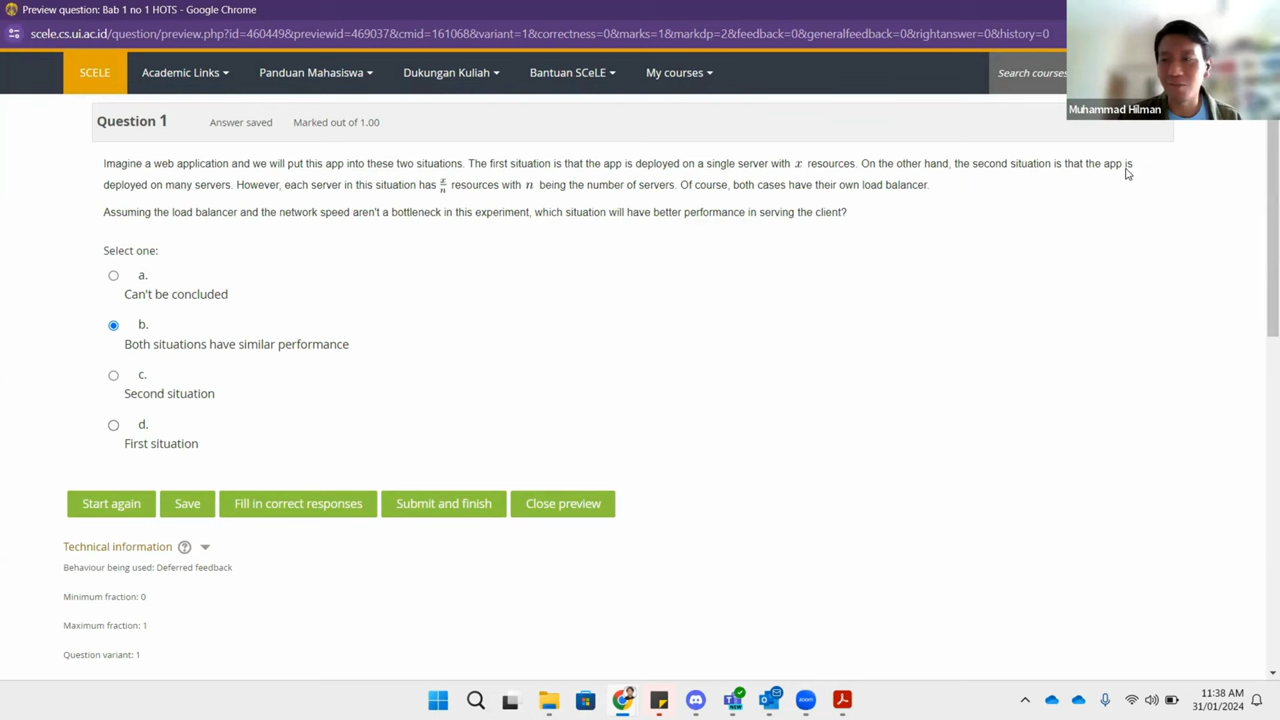 Preview question: Bab 1 no 1 HOTS - Google Chrome
scele.cs.ui.ac.id/question/preview.php?id=460449&previewid=469037&cmid=161068&variant=1&correctness=0&marks=1&markdp=2&feedback=0&generalfeedback=0&rightanswer=0&history=0
SCELE Academic Links Panduan Mahasiswa Dukungan Kuliah Bantuan SCeLE My courses Search courses
Muhammad Hilman
Question 1 Answer saved Marked out of 1.00
Imagine a web application and we will put this app into these two situations. The first situation is that the app is deployed on a single server with x resources. On the other hand, the second situation is that the app is
deployed on many servers. However, each server in this situation has x/n resources with n being the number of servers. Of course, both cases have their own load balancer.
Assuming the load balancer and the network speed aren't a bottleneck in this experiment, which situation will have better performance in serving the client?
Select one:
a.
Can't be concluded
b.
Both situations have similar performance
c.
Second situation
d.
First situation
Start again Save Fill in correct responses Submit and finish Close preview
Technical information ?
Behaviour being used: Deferred feedback
Minimum fraction: 0
Maximum fraction: 1
Question variant: 1
NEW
zoom
11:38 AM
31/01/2024